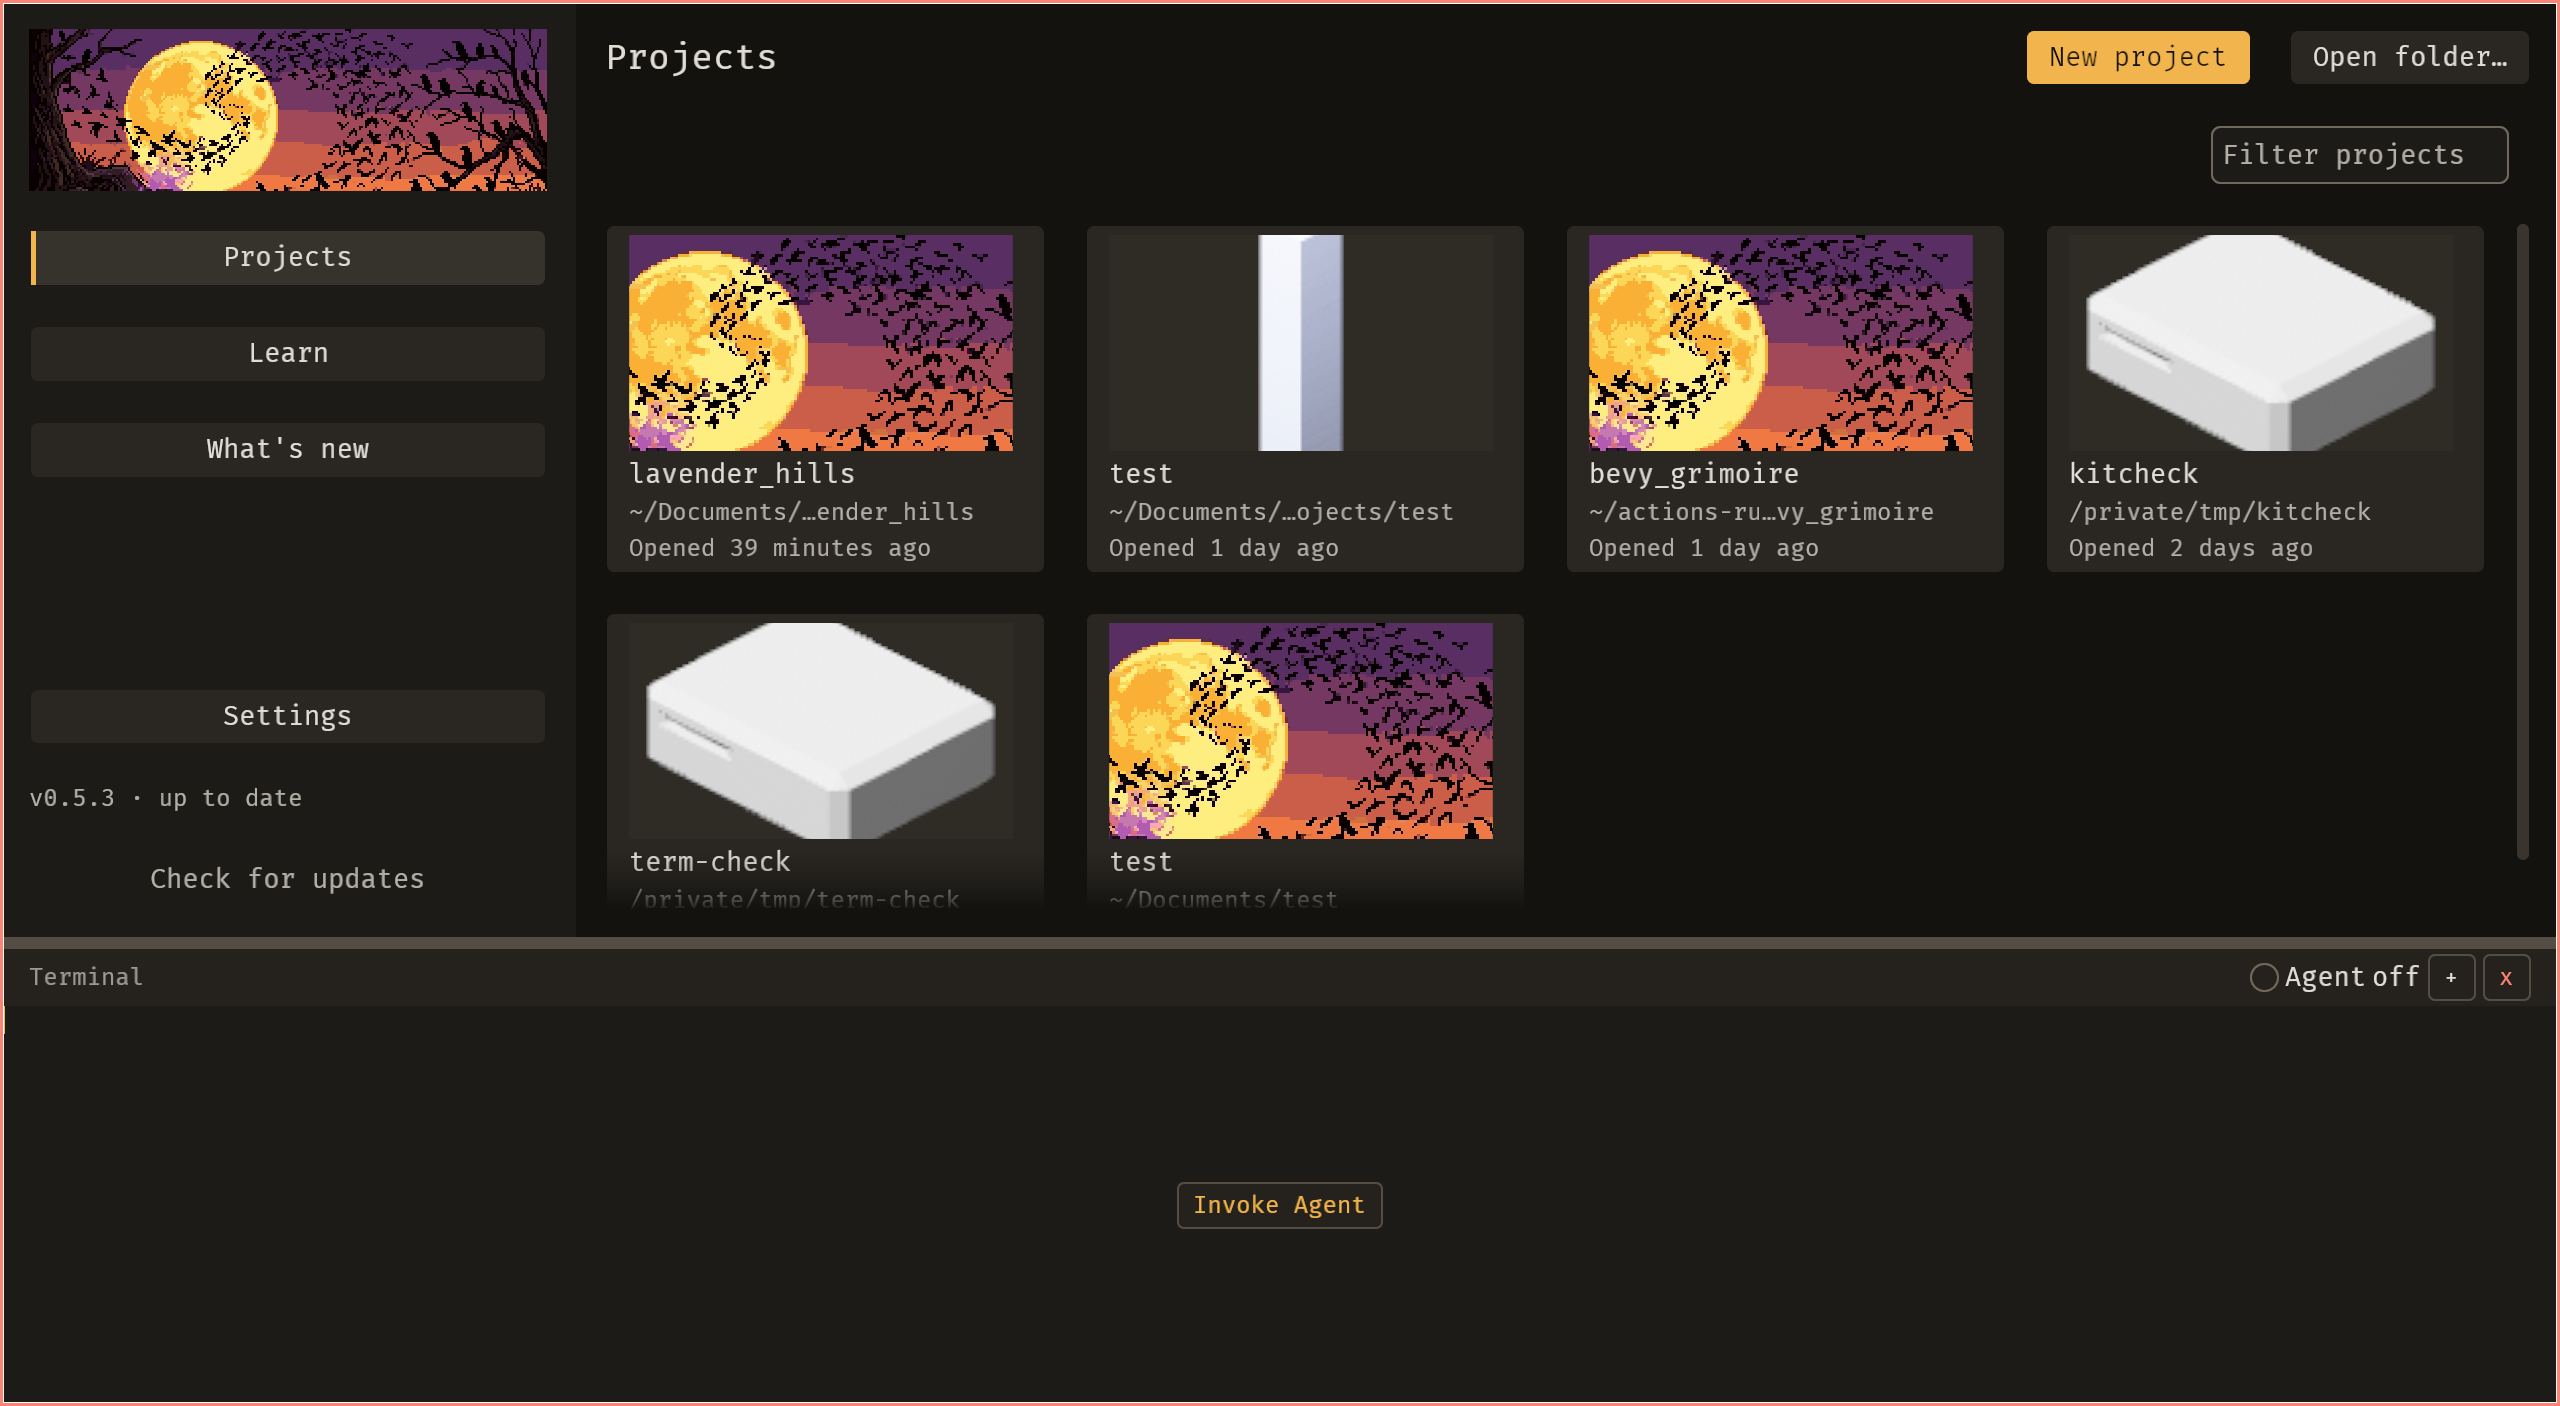 Projects
New project
Open folder…
Filter projects
Projects
Learn
What's new
Settings
v0.5.3 · up to date
Check for updates
lavender_hills
~/Documents/…ender_hills
Opened 39 minutes ago
test
~/Documents/…ojects/test
Opened 1 day ago
bevy_grimoire
~/actions-ru…vy_grimoire
Opened 1 day ago
kitcheck
/private/tmp/kitcheck
Opened 2 days ago
term-check
/private/tmp/term-check
test
~/Documents/test
Terminal
Agent off
+
x
Invoke Agent